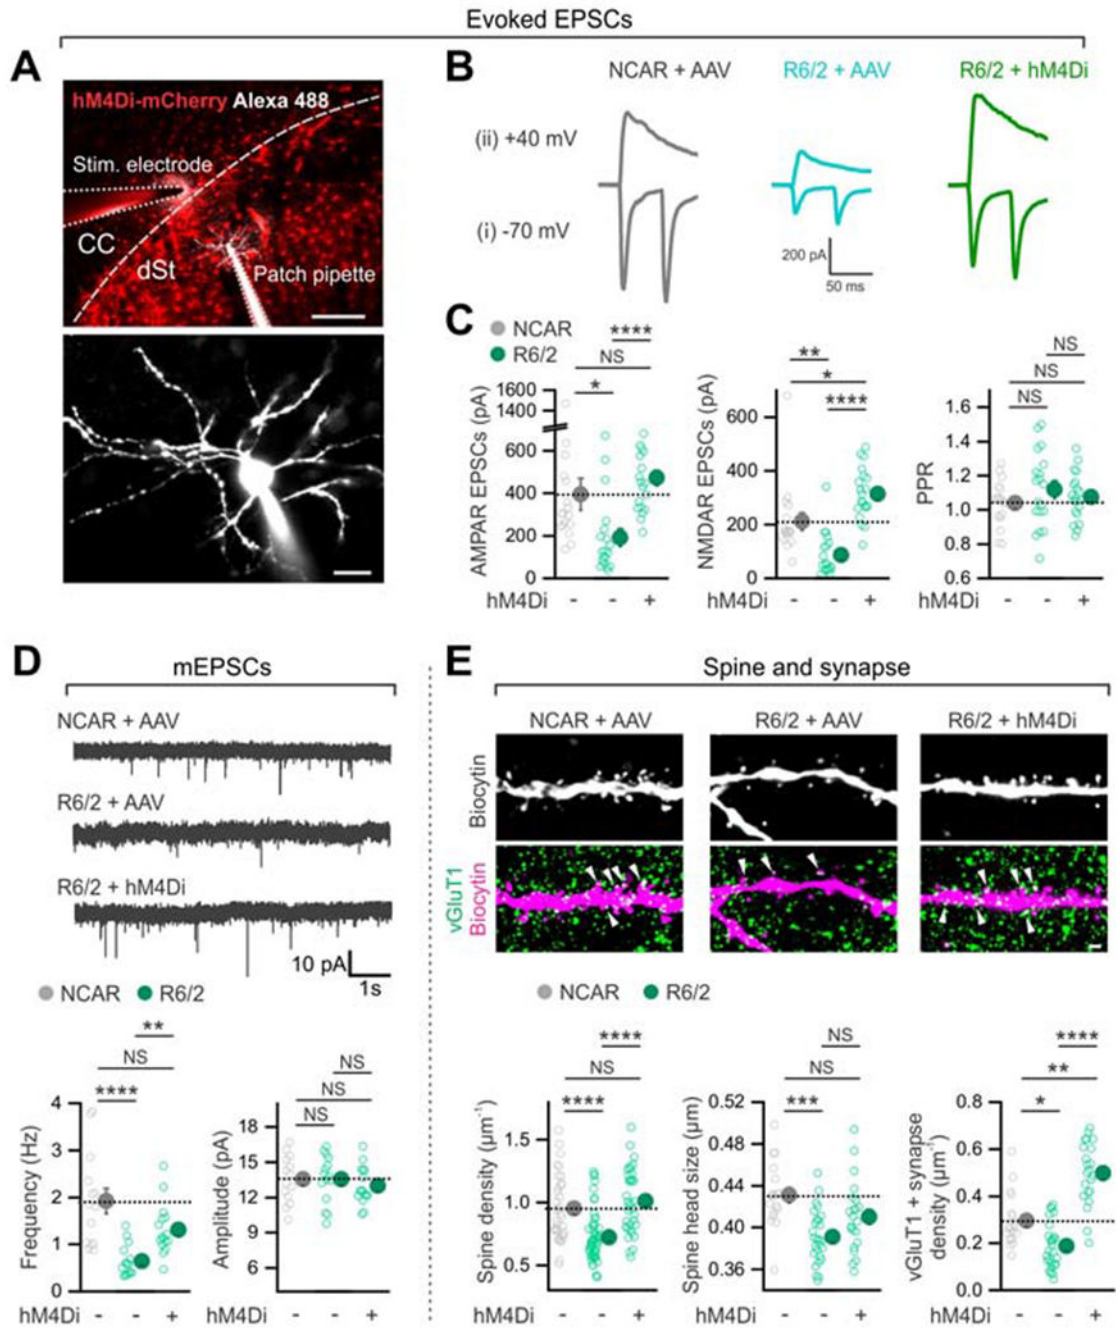 Evoked EPSCs
A
hM4Di-mCherry Alexa 488
Stim. electrode
CC
dSt
Patch pipette
B
NCAR + AAV
R6/2 + AAV
R6/2 + hM4Di
(ii) +40 mV
(i) -70 mV
200 pA
50 ms
C
NCAR
R6/2
****
NS
*
AMPAR EPSCs (pA)
1600
1400
600
400
200
0
hM4Di - - +
**
*
****
NMDAR EPSCs (pA)
600
400
200
0
hM4Di - - +
NS
NS
NS
PPR
1.6
1.4
1.2
1.0
0.8
0.6
hM4Di - - +
D
mEPSCs
NCAR + AAV
R6/2 + AAV
R6/2 + hM4Di
10 pA
1s
NCAR R6/2
**
NS
****
Frequency (Hz)
4
3
2
1
0
hM4Di - - +
NS
NS
NS
Amplitude (pA)
18
15
12
9
6
hM4Di - - +
E
Spine and synapse
NCAR + AAV
R6/2 + AAV
R6/2 + hM4Di
Biocytin
vGluT1
Biocytin
NCAR R6/2
****
NS
****
Spine density (µm⁻¹)
1.5
1.0
0.5
hM4Di - - +
NS
NS
***
Spine head size (µm)
0.52
0.48
0.44
0.40
0.36
hM4Di - - +
****
**
*
vGluT1 + synapse
density (µm⁻¹)
0.8
0.6
0.4
0.2
0.0
hM4Di - - +